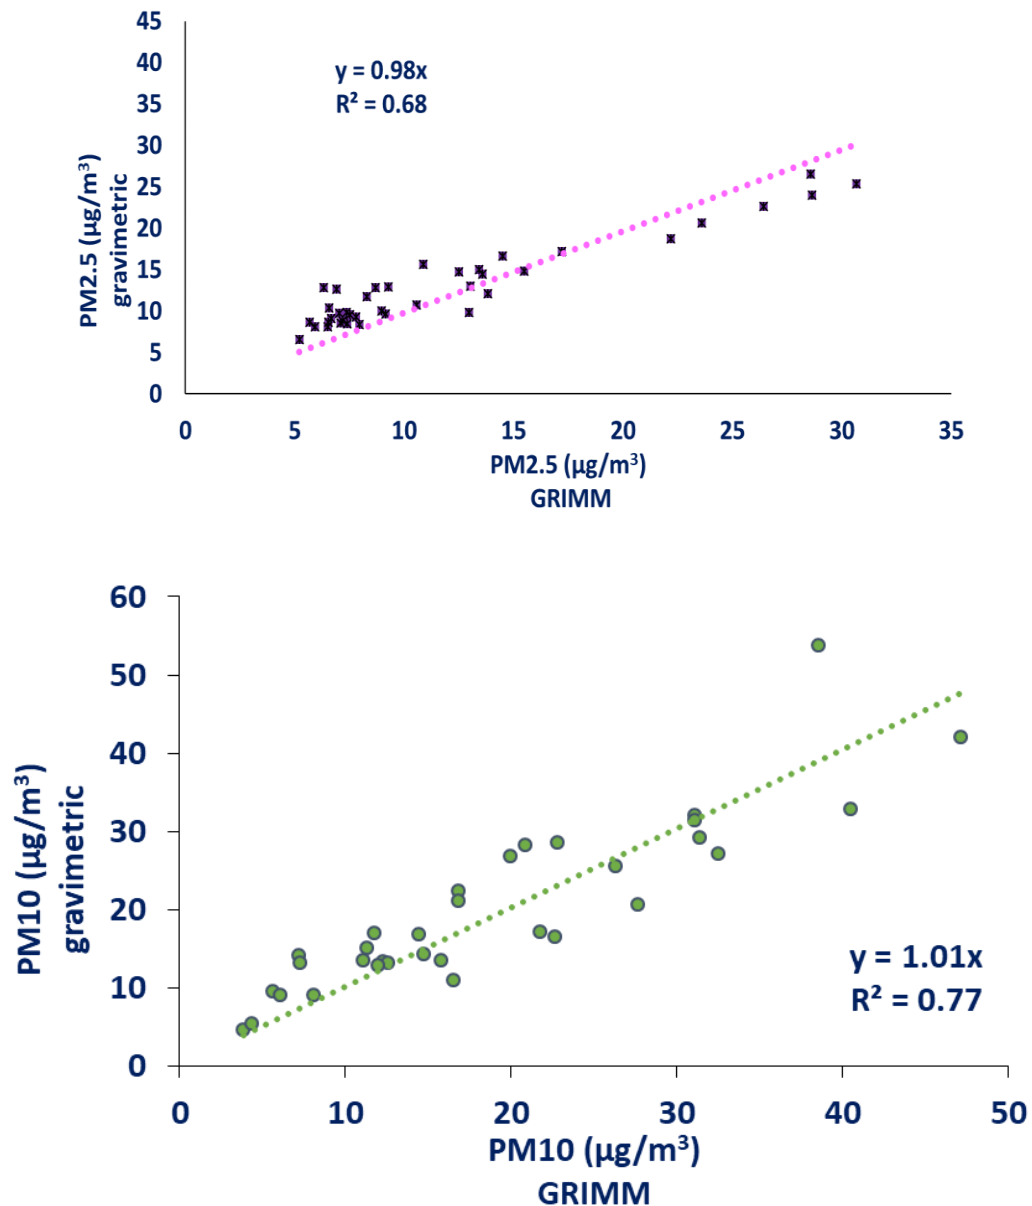 45
40
35
30
25
20
15
10
5
0
y = 0.98x
R² = 0.68
PM2.5 (µg/m³)
gravimetric
0 5 10 15 20 25 30 35
PM2.5 (µg/m³)
GRIMM
60
50
40
30
20
10
0
PM10 (µg/m³)
gravimetric
y = 1.01x
R² = 0.77
0 10 20 30 40 50
PM10 (µg/m³)
GRIMM